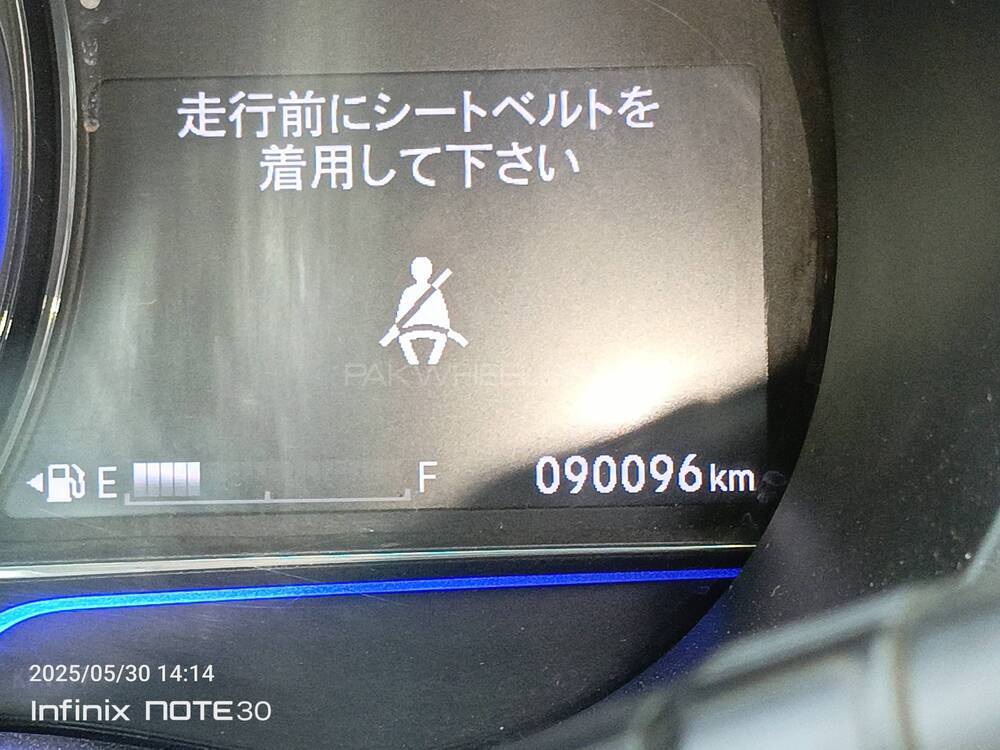 走行前にシートベルトを
着用して下さい
PAKWHEELS
E F 090096km
2025/05/30 14:14
Infinix NOTE30